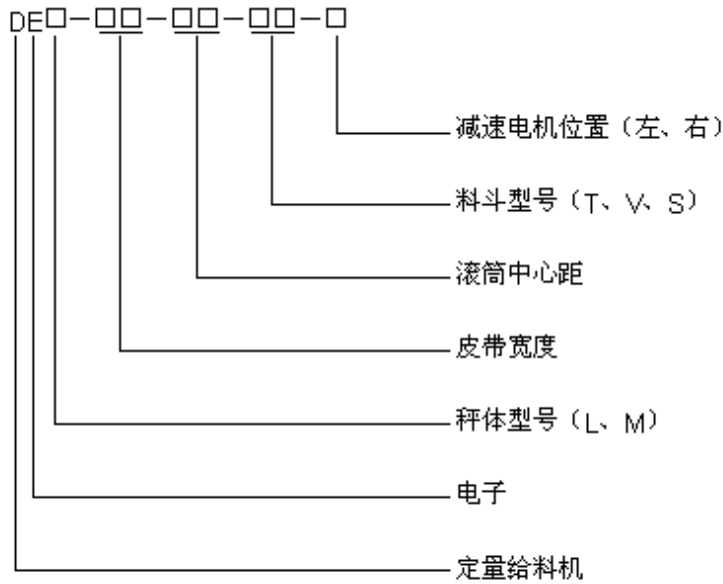 DE□-□□-□□-□□-□
减速电机位置（左、右）
料斗型号（T、V、S）
滚筒中心距
皮带宽度
秤体型号（L、M）
电子
定量给料机